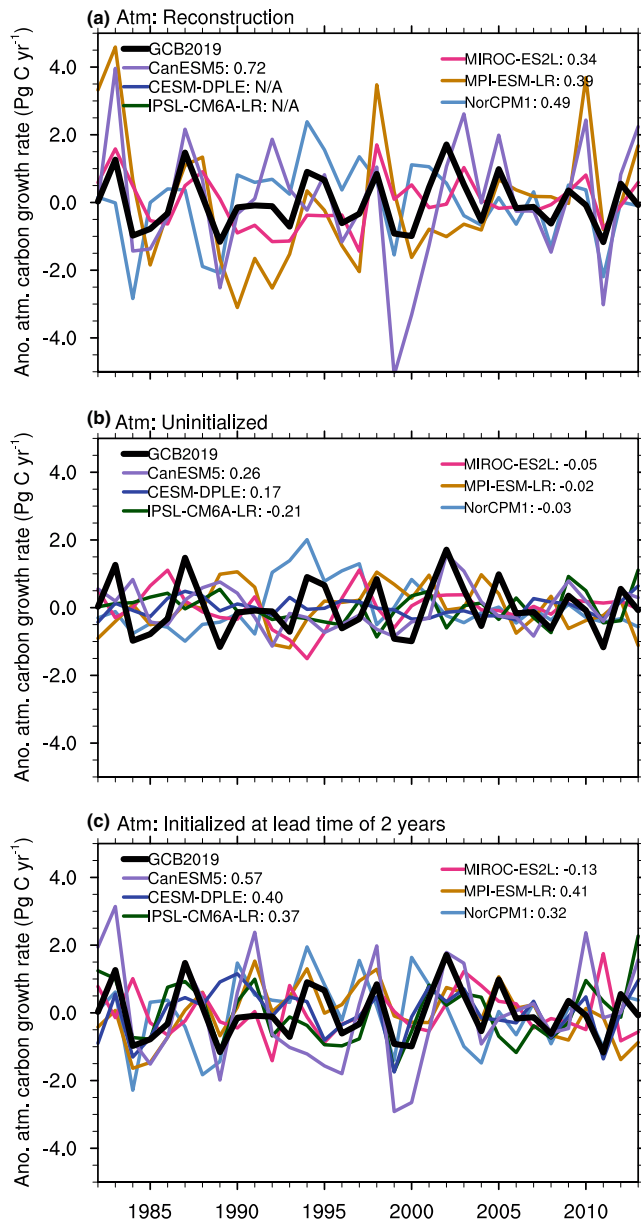 (a) Atm: Reconstruction
GCB2019
CanESM5: 0.72
CESM-DPLE: N/A
IPSL-CM6A-LR: N/A
MIROC-ES2L: 0.34
MPI-ESM-LR: 0.39
NorCPM1: 0.49
Ano. atm. carbon growth rate (Pg C yr-1)
4.0
2.0
0.0
-2.0
-4.0
(b) Atm: Uninitialized
GCB2019
CanESM5: 0.26
CESM-DPLE: 0.17
IPSL-CM6A-LR: -0.21
MIROC-ES2L: -0.05
MPI-ESM-LR: -0.02
NorCPM1: -0.03
Ano. atm. carbon growth rate (Pg C yr-1)
4.0
2.0
0.0
-2.0
-4.0
(c) Atm: Initialized at lead time of 2 years
GCB2019
CanESM5: 0.57
CESM-DPLE: 0.40
IPSL-CM6A-LR: 0.37
MIROC-ES2L: -0.13
MPI-ESM-LR: 0.41
NorCPM1: 0.32
Ano. atm. carbon growth rate (Pg C yr-1)
4.0
2.0
0.0
-2.0
-4.0
1985 1990 1995 2000 2005 2010